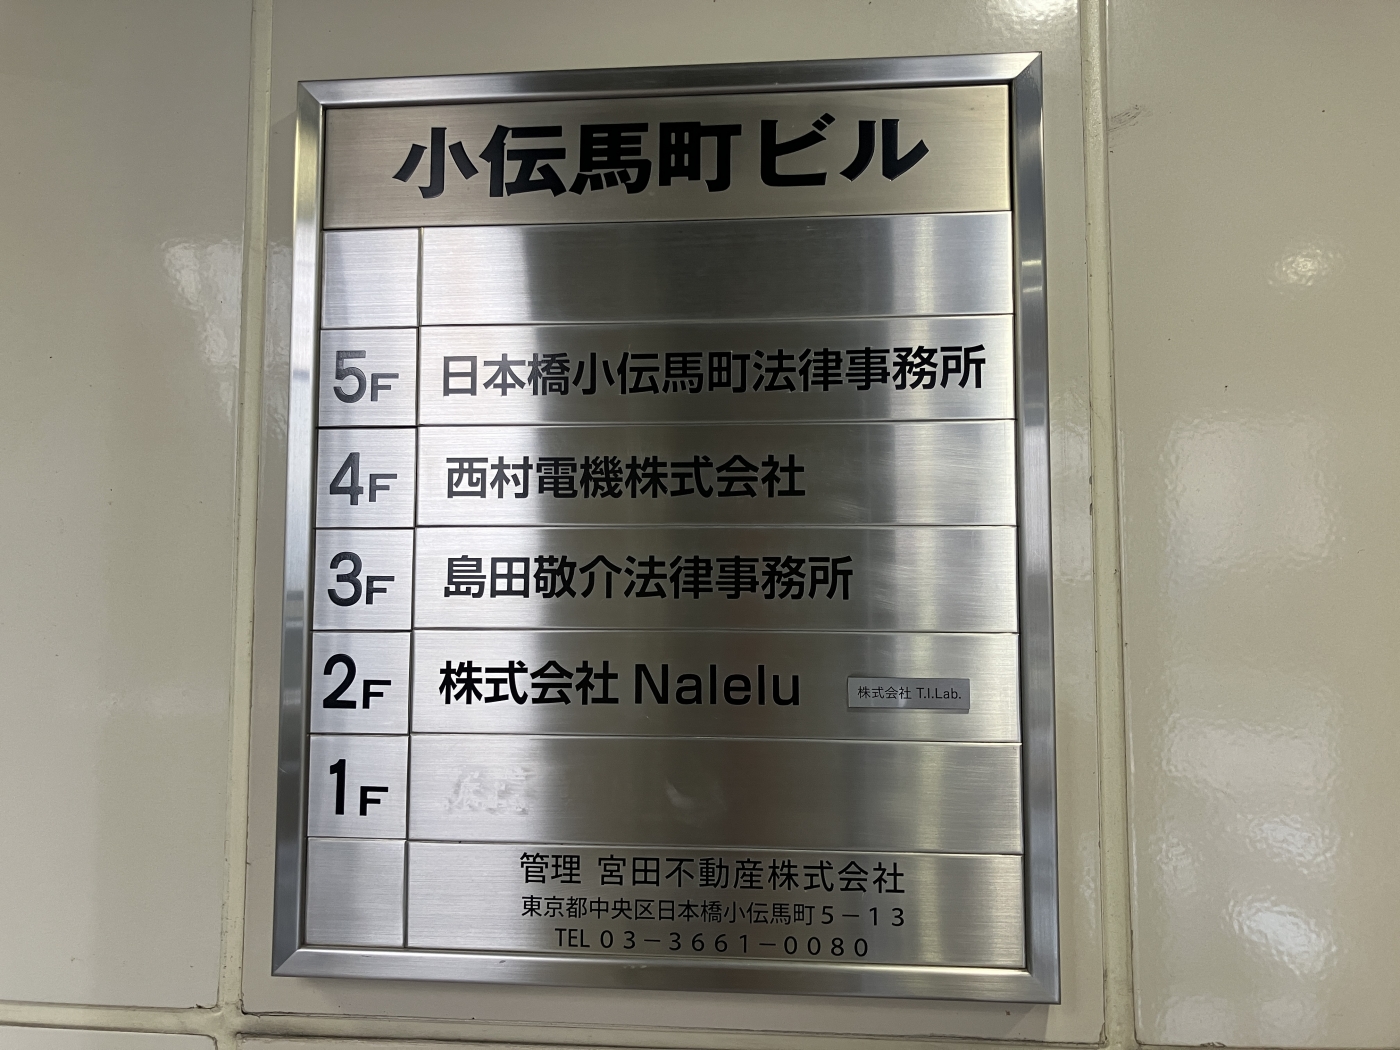 小伝馬町ビル
5F 日本橋小伝馬町法律事務所
4F 西村電機株式会社
3F 島田敬介法律事務所
2F 株式会社 Nalelu 株式会社 T.I.Lab.
1F
管理 宮田不動産株式会社
東京都中央区日本橋小伝馬町5－13
TEL 03－3661－0080